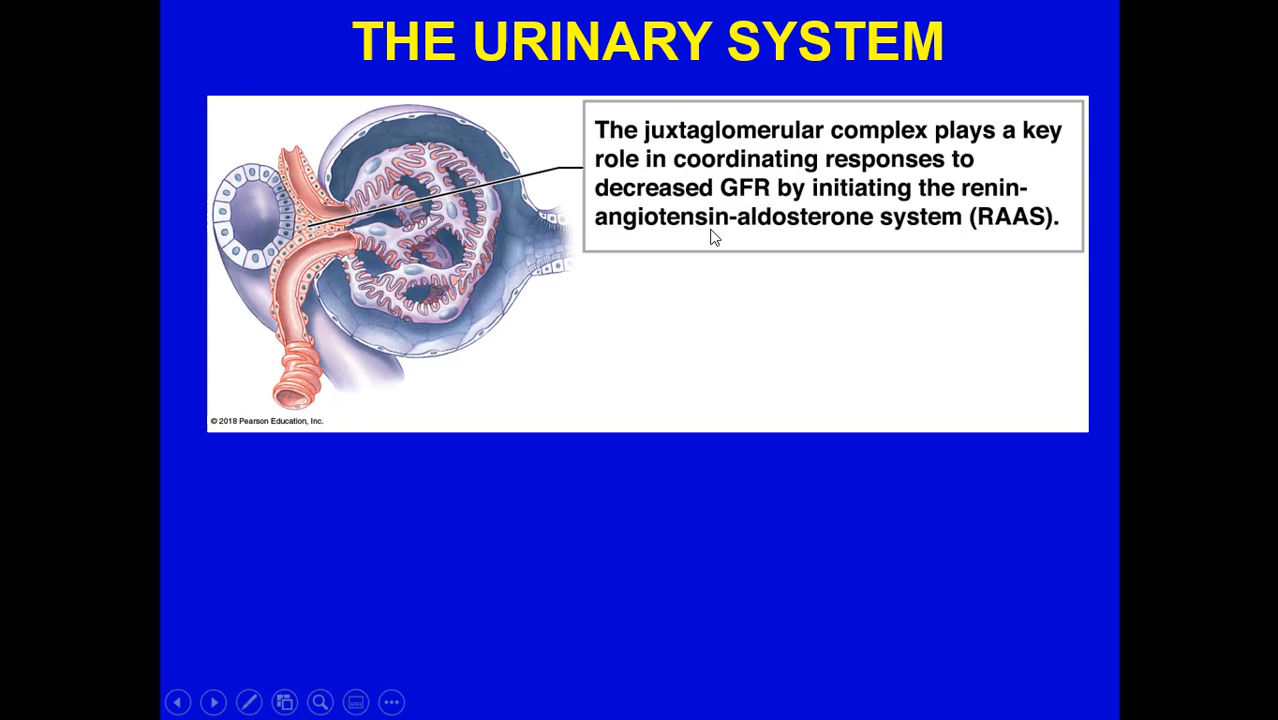 THE URINARY SYSTEM
The juxtaglomerular complex plays a key
role in coordinating responses to
decreased GFR by initiating the renin-
angiotensin-aldosterone system (RAAS).
© 2018 Pearson Education, Inc.